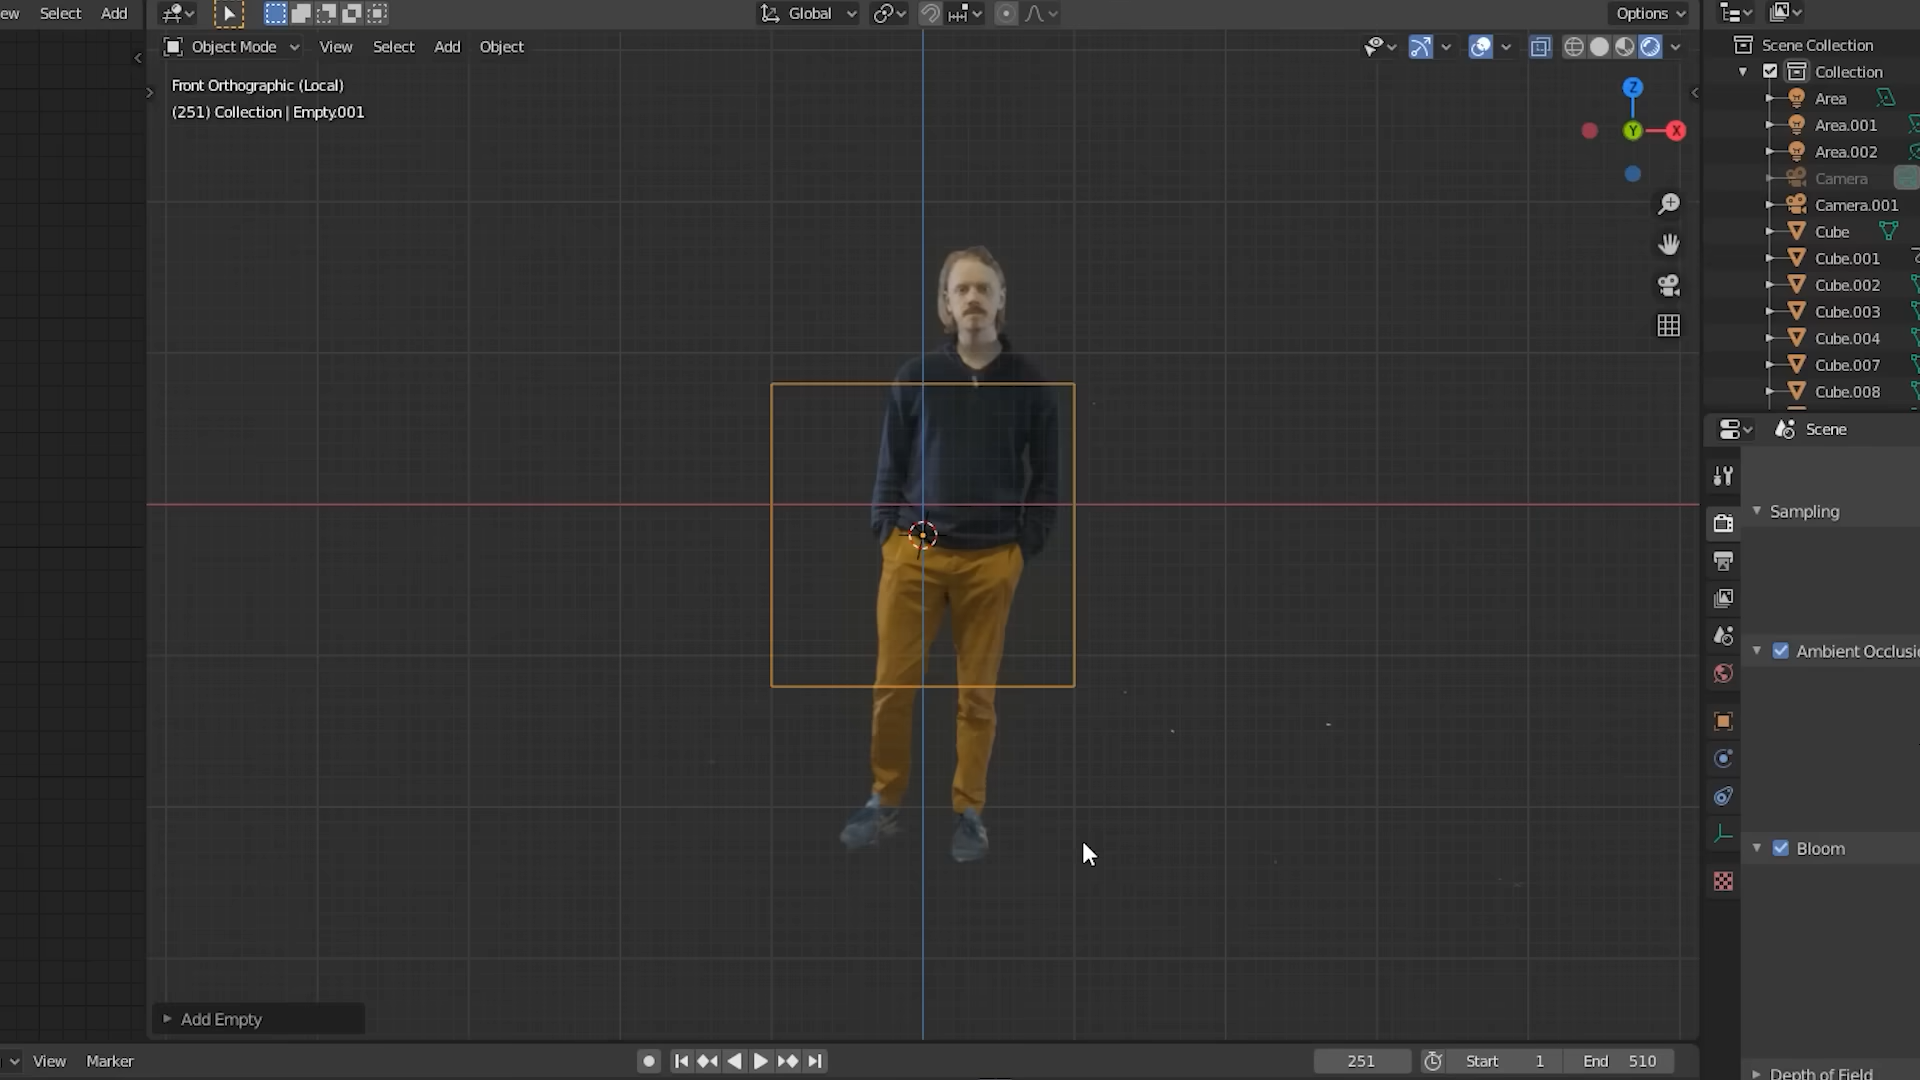 ew Select Add
Global
Options
Object Mode View Select Add Object
Front Orthographic (Local)
(251) Collection | Empty.001
Z
Y
X
Scene Collection
Collection
Area
Area.001
Area.002
Camera
Camera.001
Cube
Cube.001
Cube.002
Cube.003
Cube.004
Cube.007
Cube.008
Scene
Sampling
Ambient Occlusi
Bloom
Depth of Field
Add Empty
View Marker
251 Start 1 End 510